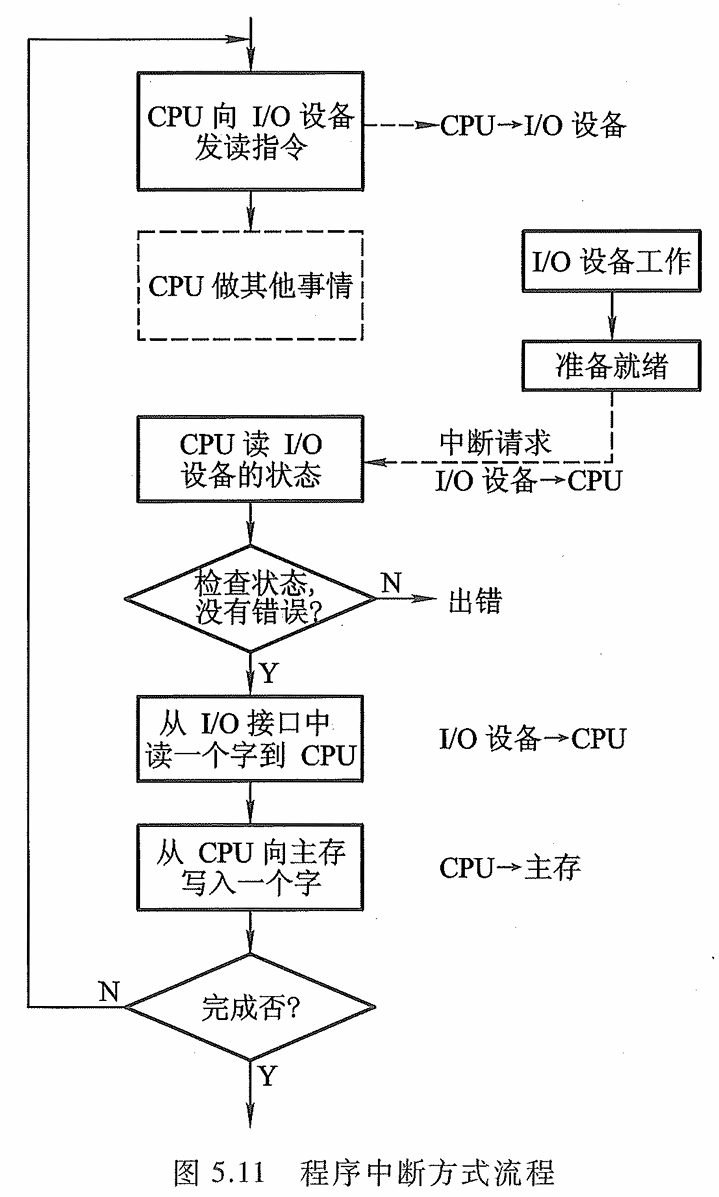 CPU 向 I/O 设备
发读指令
CPU→I/O 设备
CPU 做其他事情
I/O 设备工作
准备就绪
中断请求
I/O 设备→CPU
CPU 读 I/O
设备的状态
检查状态,
没有错误?
N
出错
Y
从 I/O 接口中
读一个字到 CPU
I/O 设备→CPU
从 CPU 向主存
写入一个字
CPU→主存
N
完成否?
Y
图 5.11 程序中断方式流程